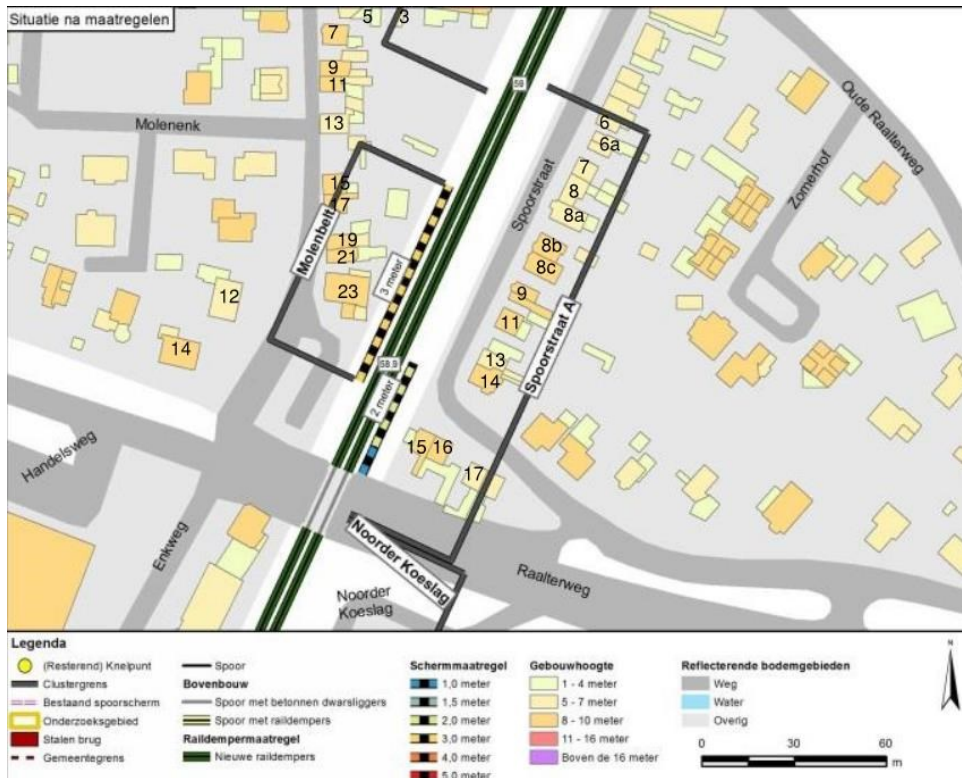 Situatie na maatregelen
5
3
7
9
11
13
Molenenk
15
17
19
21
23
Molenbelt
3 meter
12
14
58
58.9
2 meter
6
6a
7
8
8a
8b
8c
9
11
13
14
15 16
17
Spoorstraat
Spoorstraat A
Zomerhof
Oude Raalterweg
Handelsweg
Enkweg
Noorder Koeslag
Noorder
Koeslag
Raalterweg
Legenda
(Resterend) Knelpunt
Clustergrens
Bestaand spoorscherm
Onderzoeksgebied
Stalen brug
Gemeentegrens
Spoor
Bovenbouw
Spoor met betonnen dwarsliggers
Spoor met raildempers
Raildempermaatregel
Nieuwe raildempers
Schermmaatregel
1,0 meter
1,5 meter
2,0 meter
3,0 meter
4,0 meter
5,0 meter
Gebouwhoogte
1 - 4 meter
5 - 7 meter
8 - 10 meter
11 - 16 meter
Boven de 16 meter
Reflecterende bodemgebieden
Weg
Water
Overig
N
0 30 60
m